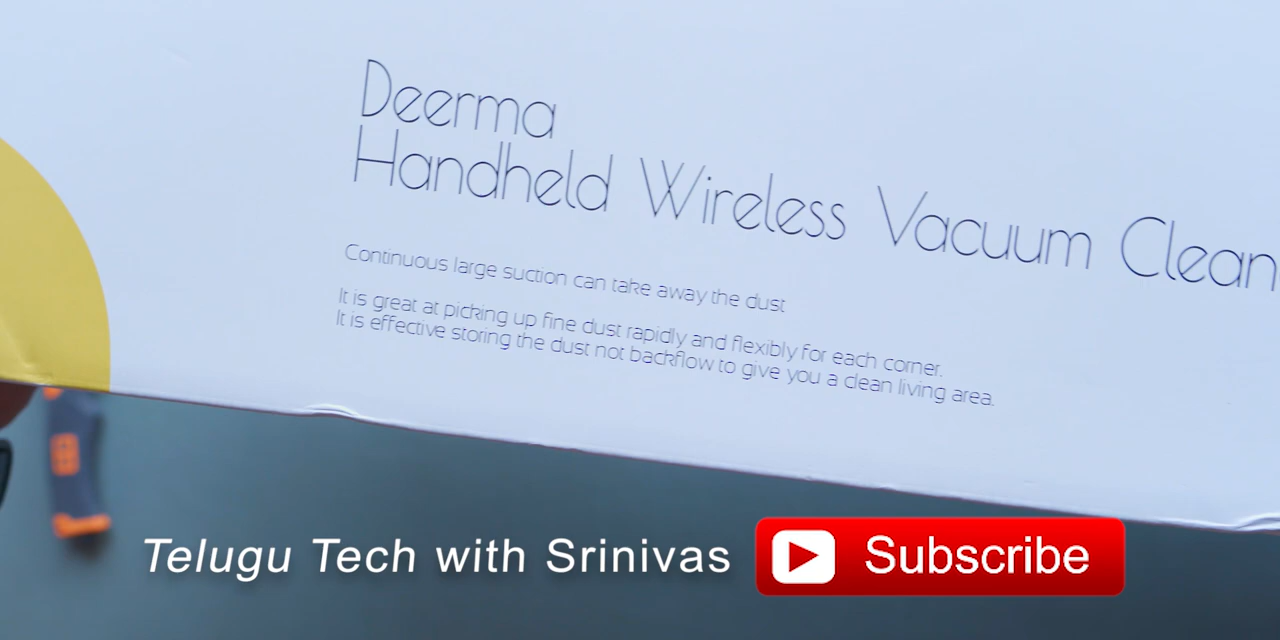 Deerma
Handheld Wireless Vacuum Clean
Continuous large suction can take away the dust
It is great at picking up fine dust rapidly and flexibly for each corner.
It is effective storing the dust not backflow to give you a clean living area.
Telugu Tech with Srinivas
Subscribe